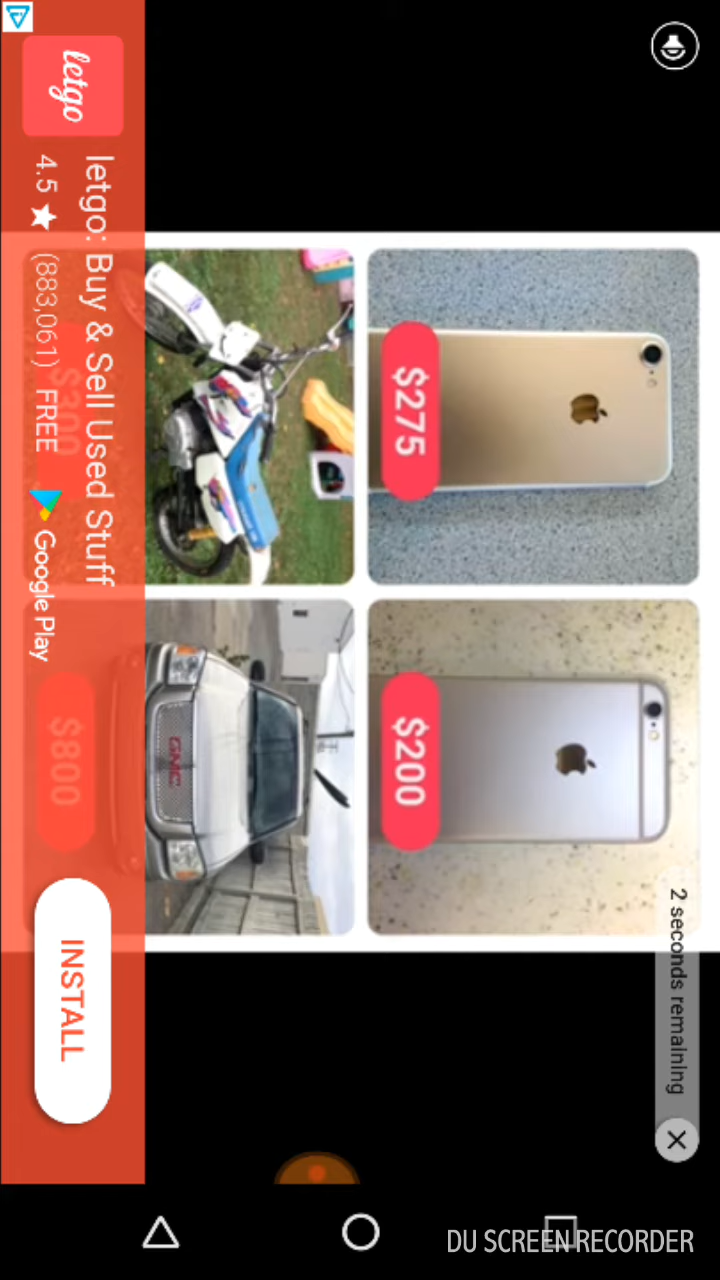 2 seconds remaining
$275
$200
GMC
$300
$800
letgo
letgo: Buy & Sell Used Stuff
4.5 ★ (883,061) FREE Google Play
INSTALL
DU SCREEN RECORDER